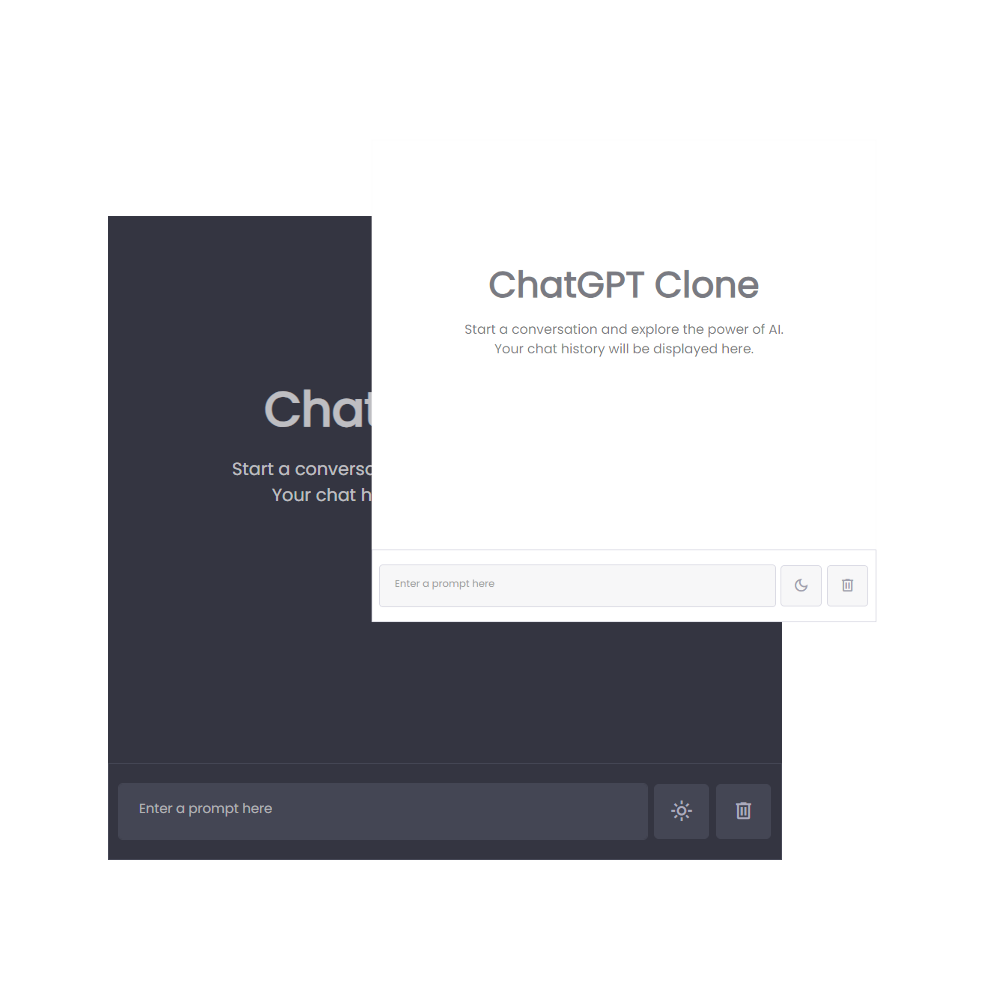 ChatGPT Clone
Start a conversation and explore the power of AI.
Your chat history will be displayed here.
Enter a prompt here
Chat
Start a conversa
Your chat h
Enter a prompt here